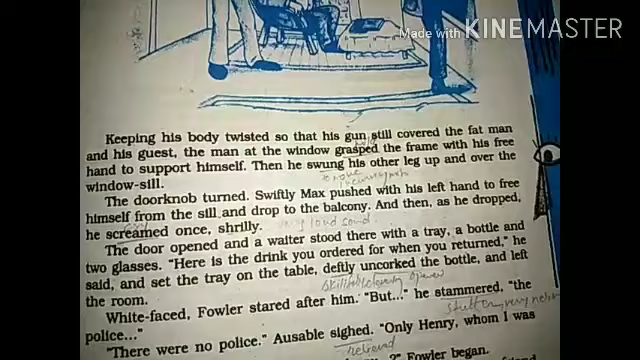 Made with KINEMASTER
Keeping his body twisted so that his gun still covered the fat man
and his guest, the man at the window grasped the frame with his free
hand to support himself. Then he swung his other leg up and over the
window-sill.
The doorknob turned. Swiftly Max pushed with his left hand to free
himself from the sill and drop to the balcony. And then, as he dropped,
he screamed once, shrilly.
loud sound
The door opened and a waiter stood there with a tray, a bottle and
two glasses. "Here is the drink you ordered for when you returned," he
said, and set the tray on the table, deftly uncorked the bottle, and left
the room.
White-faced, Fowler stared after him. "But..." he stammered, "the
police..."
"There were no police." Ausable sighed. "Only Henry, whom I was
Fowler began.